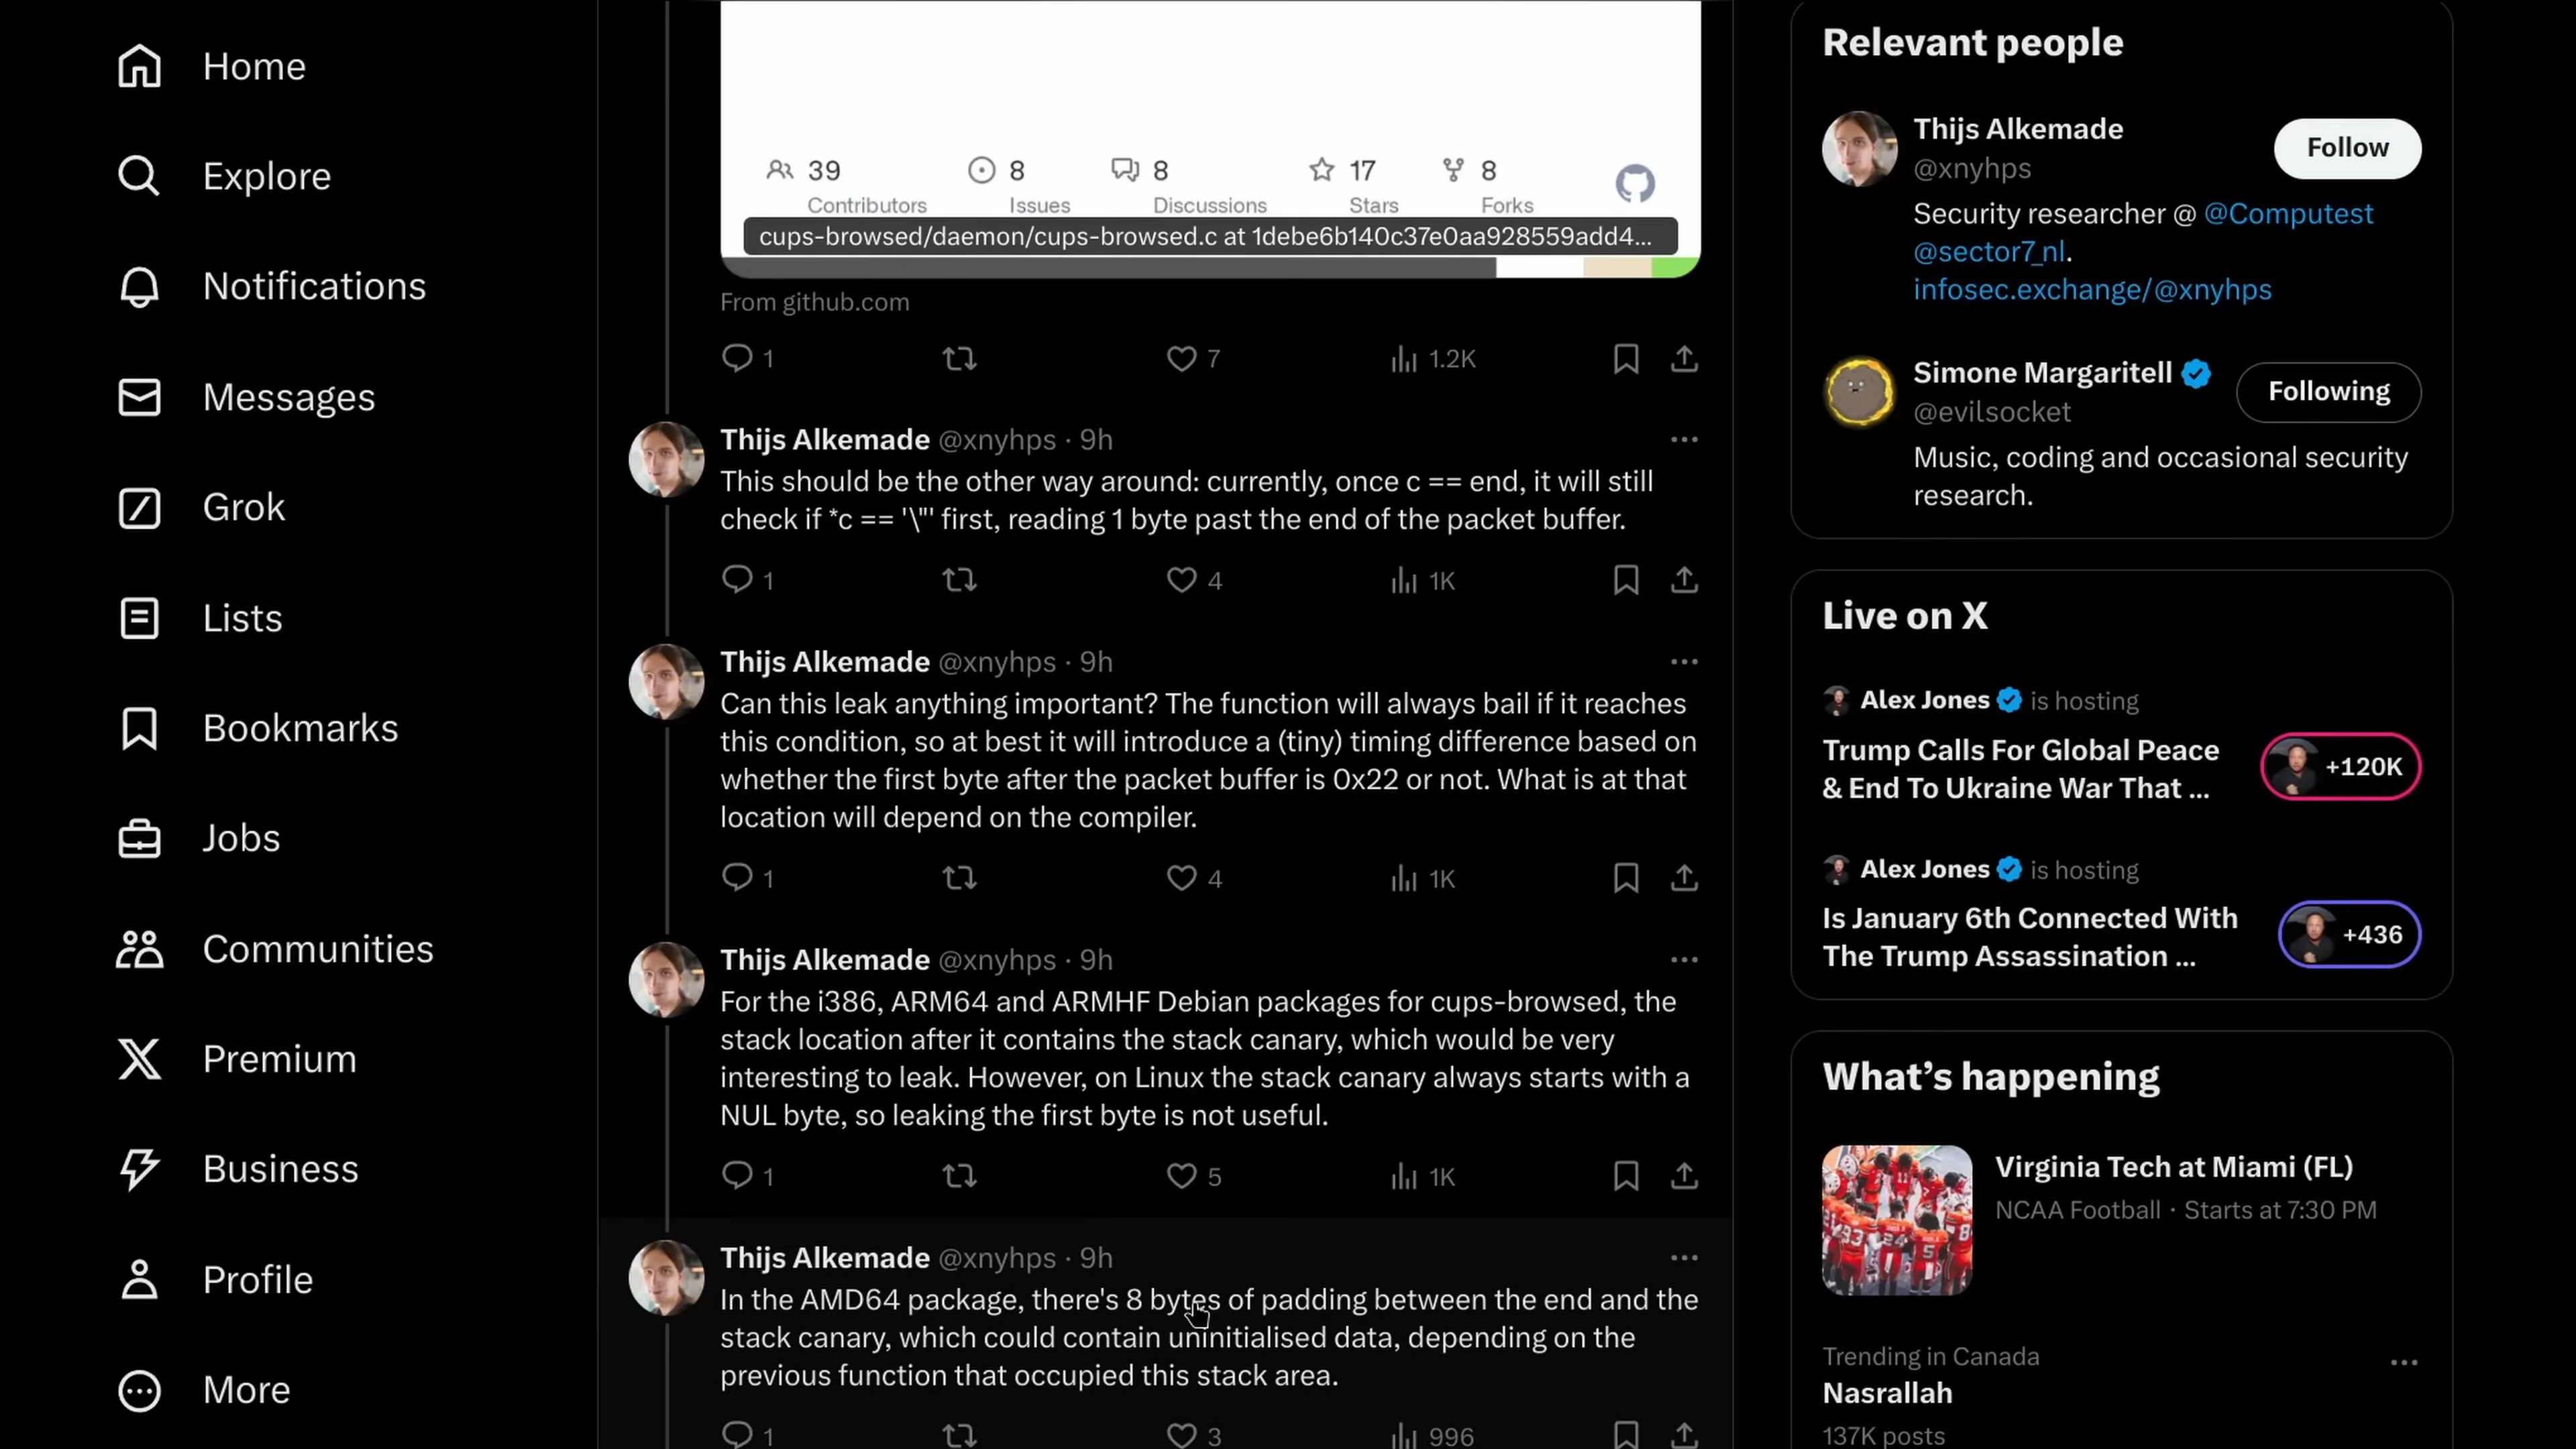 Home
Explore
Notifications
Messages
Grok
Lists
Bookmarks
Jobs
Communities
Premium
Business
Profile
More
39
Contributors
8
Issues
8
Discussions
17
Stars
8
Forks
cups-browsed/daemon/cups-browsed.c at 1debe6b140c37e0aa928559add4...
From github.com
1
7
1.2K
Thijs Alkemade @xnyhps · 9h
This should be the other way around: currently, once c == end, it will still
check if *c == '\"' first, reading 1 byte past the end of the packet buffer.
1
4
1K
Thijs Alkemade @xnyhps · 9h
Can this leak anything important? The function will always bail if it reaches
this condition, so at best it will introduce a (tiny) timing difference based on
whether the first byte after the packet buffer is 0x22 or not. What is at that
location will depend on the compiler.
1
4
1K
Thijs Alkemade @xnyhps · 9h
For the i386, ARM64 and ARMHF Debian packages for cups-browsed, the
stack location after it contains the stack canary, which would be very
interesting to leak. However, on Linux the stack canary always starts with a
NUL byte, so leaking the first byte is not useful.
1
5
1K
Thijs Alkemade @xnyhps · 9h
In the AMD64 package, there's 8 bytes of padding between the end and the
stack canary, which could contain uninitialised data, depending on the
previous function that occupied this stack area.
1
3
996
Relevant people
Thijs Alkemade
@xnyhps
Follow
Security researcher @ @Computest
@sector7_nl.
infosec.exchange/@xnyhps
Simone Margaritell
@evilsocket
Following
Music, coding and occasional security
research.
Live on X
Alex Jones is hosting
Trump Calls For Global Peace
& End To Ukraine War That ...
+120K
Alex Jones is hosting
Is January 6th Connected With
The Trump Assassination ...
+436
What's happening
Virginia Tech at Miami (FL)
NCAA Football · Starts at 7:30 PM
Trending in Canada
Nasrallah
137K posts